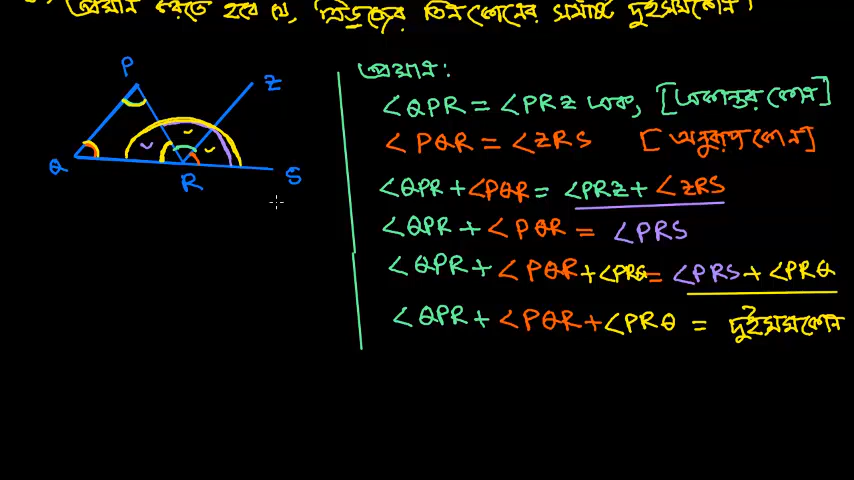 প্রমাণ করতে হবে যে, ত্রিভুজের তিন কোনের সমষ্টি দুইসমকোন।
P
Z
Q
R
S
প্রমাণ:
∠QPR = ∠PRZ এবং, [একান্তর কোন]
∠PQR = ∠ZRS [অনুরূপ কোন]
∠QPR + ∠PQR = ∠PRZ + ∠ZRS
∠QPR + ∠PQR = ∠PRS
∠QPR + ∠PQR + ∠PRQ = ∠PRS + ∠PRQ
∠QPR + ∠PQR + ∠PRQ = দুইসমকোন